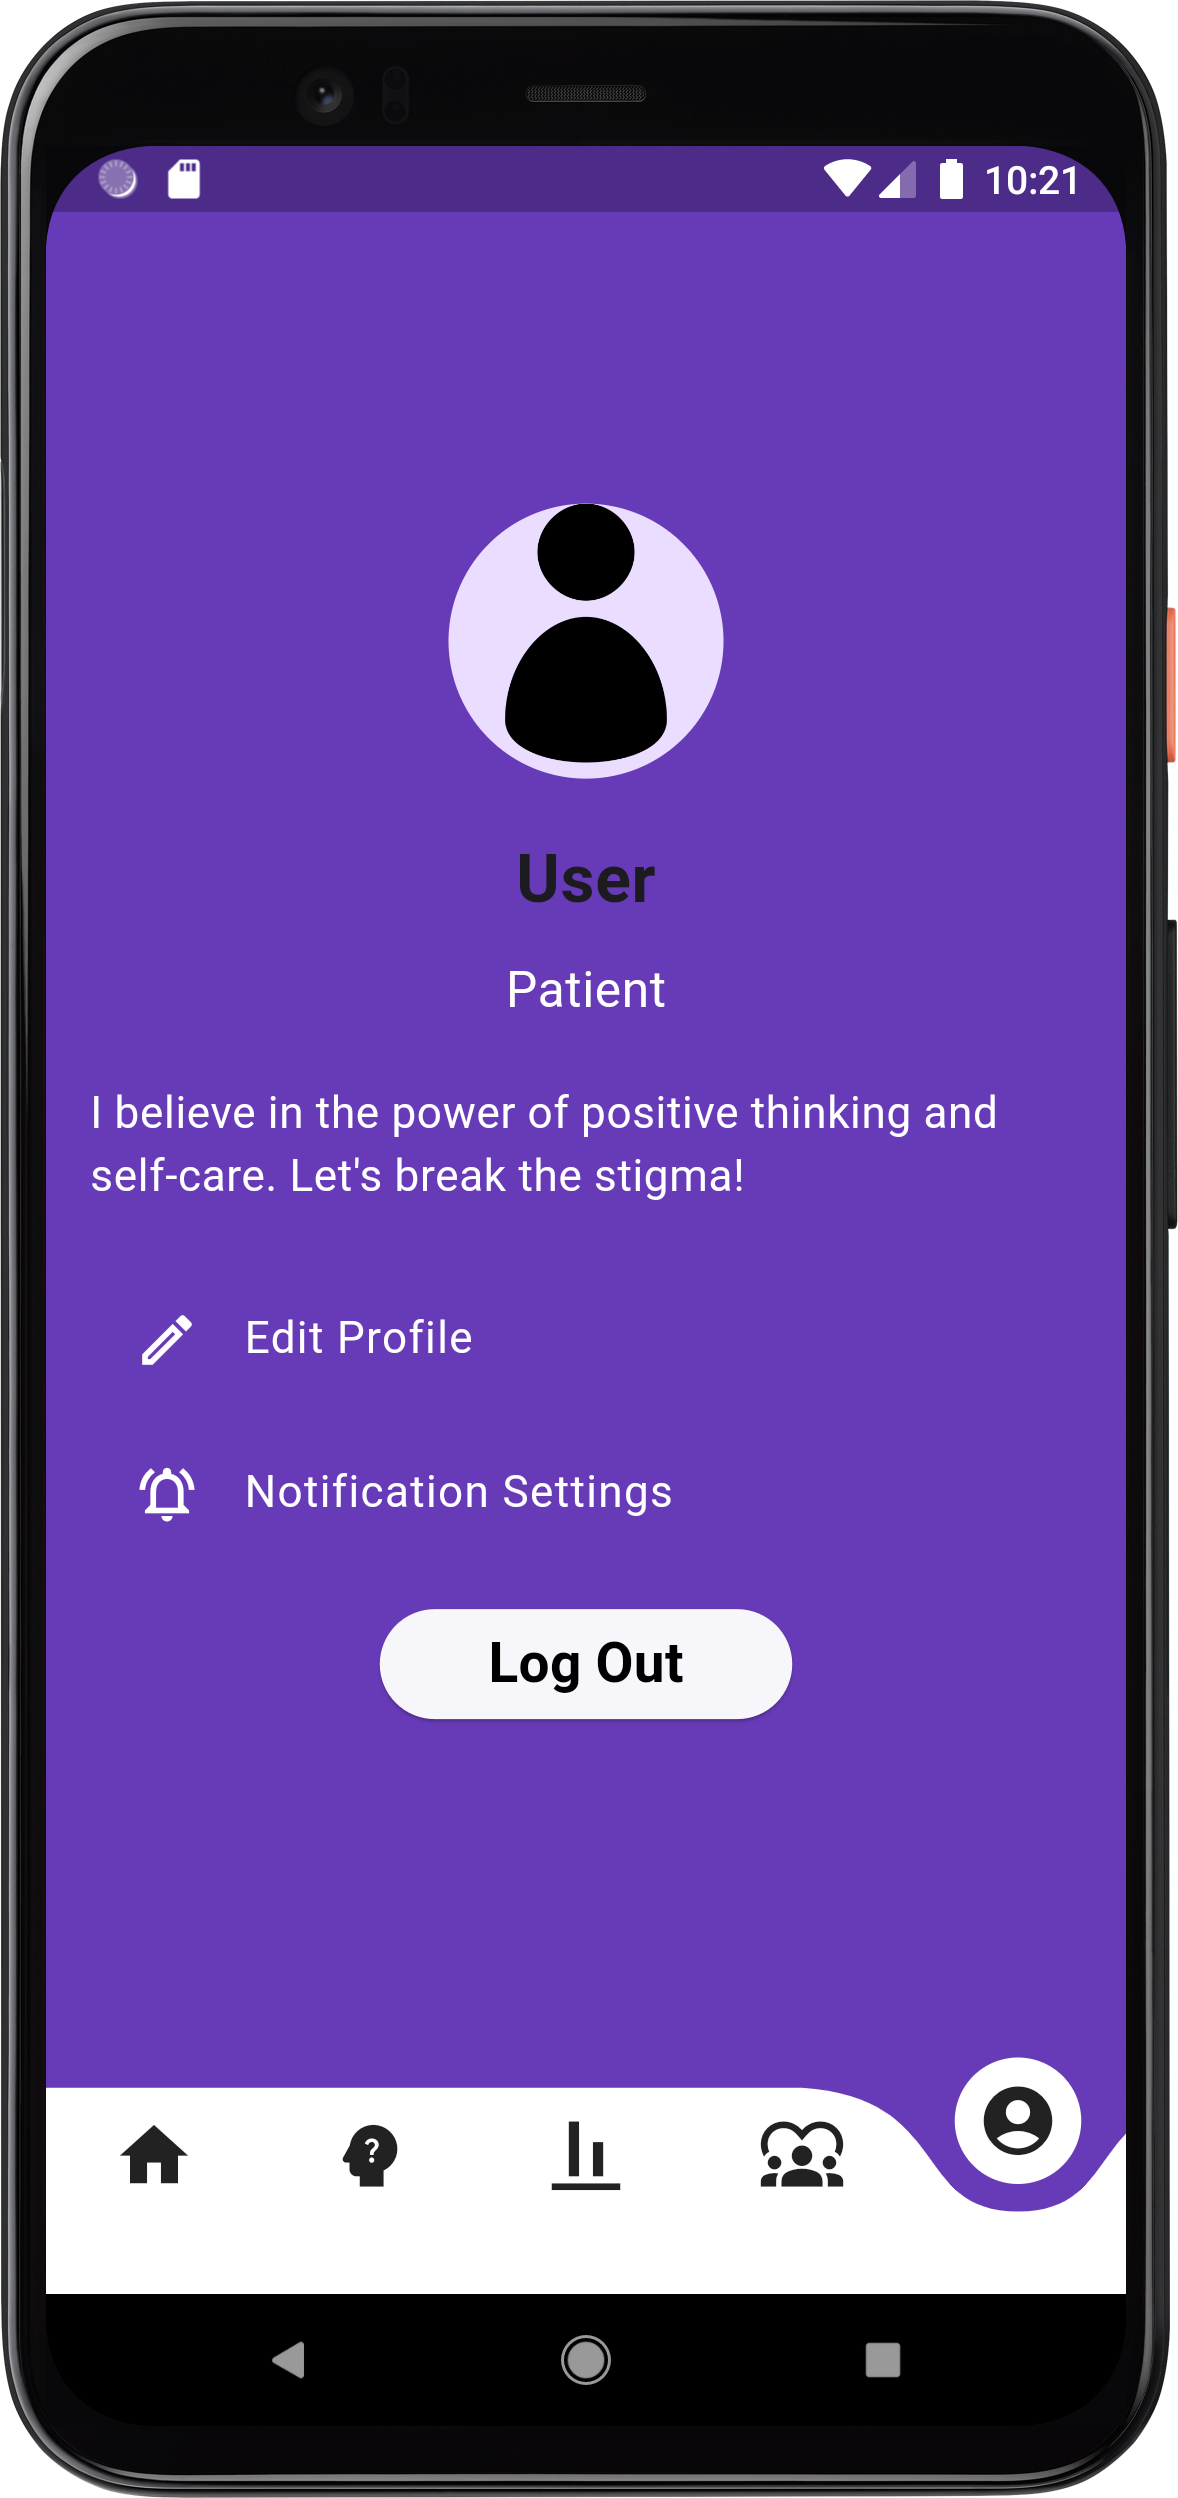 10:21
User
Patient
I believe in the power of positive thinking and
self-care. Let's break the stigma!
Edit Profile
Notification Settings
Log Out
?